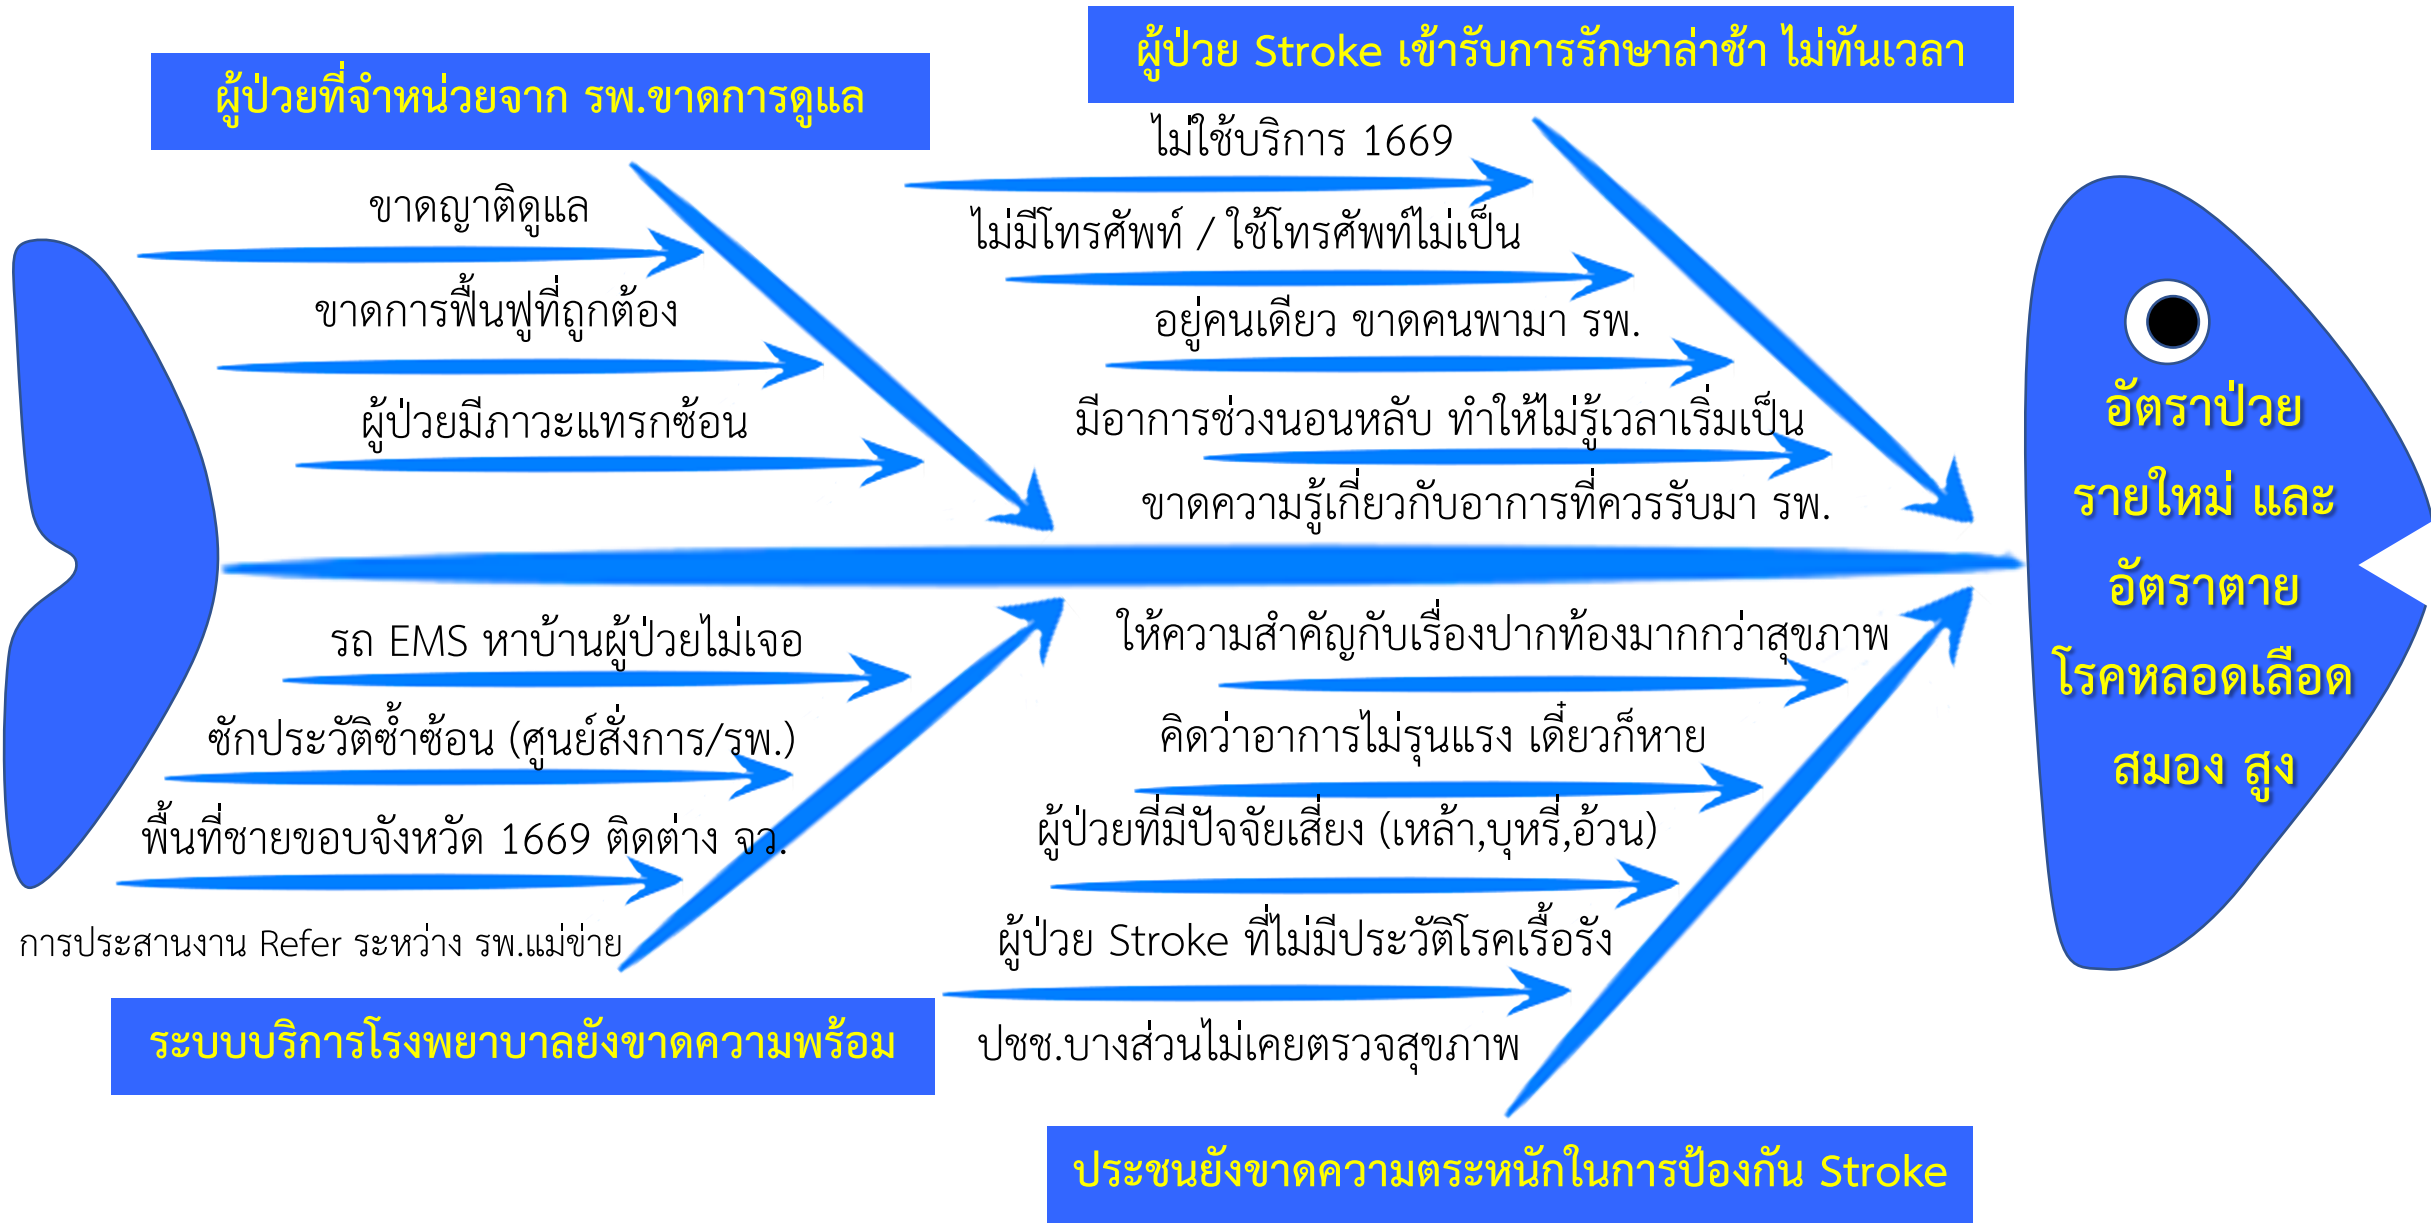 ผู้ป่วยที่จำหน่วยจาก รพ.ขาดการดูแล
ขาดญาติดูแล
ขาดการฟื้นฟูที่ถูกต้อง
ผู้ป่วยมีภาวะแทรกซ้อน
ผู้ป่วย Stroke เข้ารับการรักษาล่าช้า ไม่ทันเวลา
ไม่ใช้บริการ 1669
ไม่มีโทรศัพท์ / ใช้โทรศัพท์ไม่เป็น
อยู่คนเดียว ขาดคนพามา รพ.
มีอาการช่วงนอนหลับ ทำให้ไม่รู้เวลาเริ่มเป็น
ขาดความรู้เกี่ยวกับอาการที่ควรรับมา รพ.
รถ EMS หาบ้านผู้ป่วยไม่เจอ
ซักประวัติซ้ำซ้อน (ศูนย์สั่งการ/รพ.)
พื้นที่ชายขอบจังหวัด 1669 ติดต่าง จว.
การประสานงาน Refer ระหว่าง รพ.แม่ข่าย
ระบบบริการโรงพยาบาลยังขาดความพร้อม
ให้ความสำคัญกับเรื่องปากท้องมากกว่าสุขภาพ
คิดว่าอาการไม่รุนแรง เดี๋ยวก็หาย
ผู้ป่วยที่มีปัจจัยเสี่ยง (เหล้า,บุหรี่,อ้วน)
ผู้ป่วย Stroke ที่ไม่มีประวัติโรคเรื้อรัง
ปชช.บางส่วนไม่เคยตรวจสุขภาพ
ประชนยังขาดความตระหนักในการป้องกัน Stroke
อัตราป่วย
รายใหม่ และ
อัตราตาย
โรคหลอดเลือด
สมอง สูง